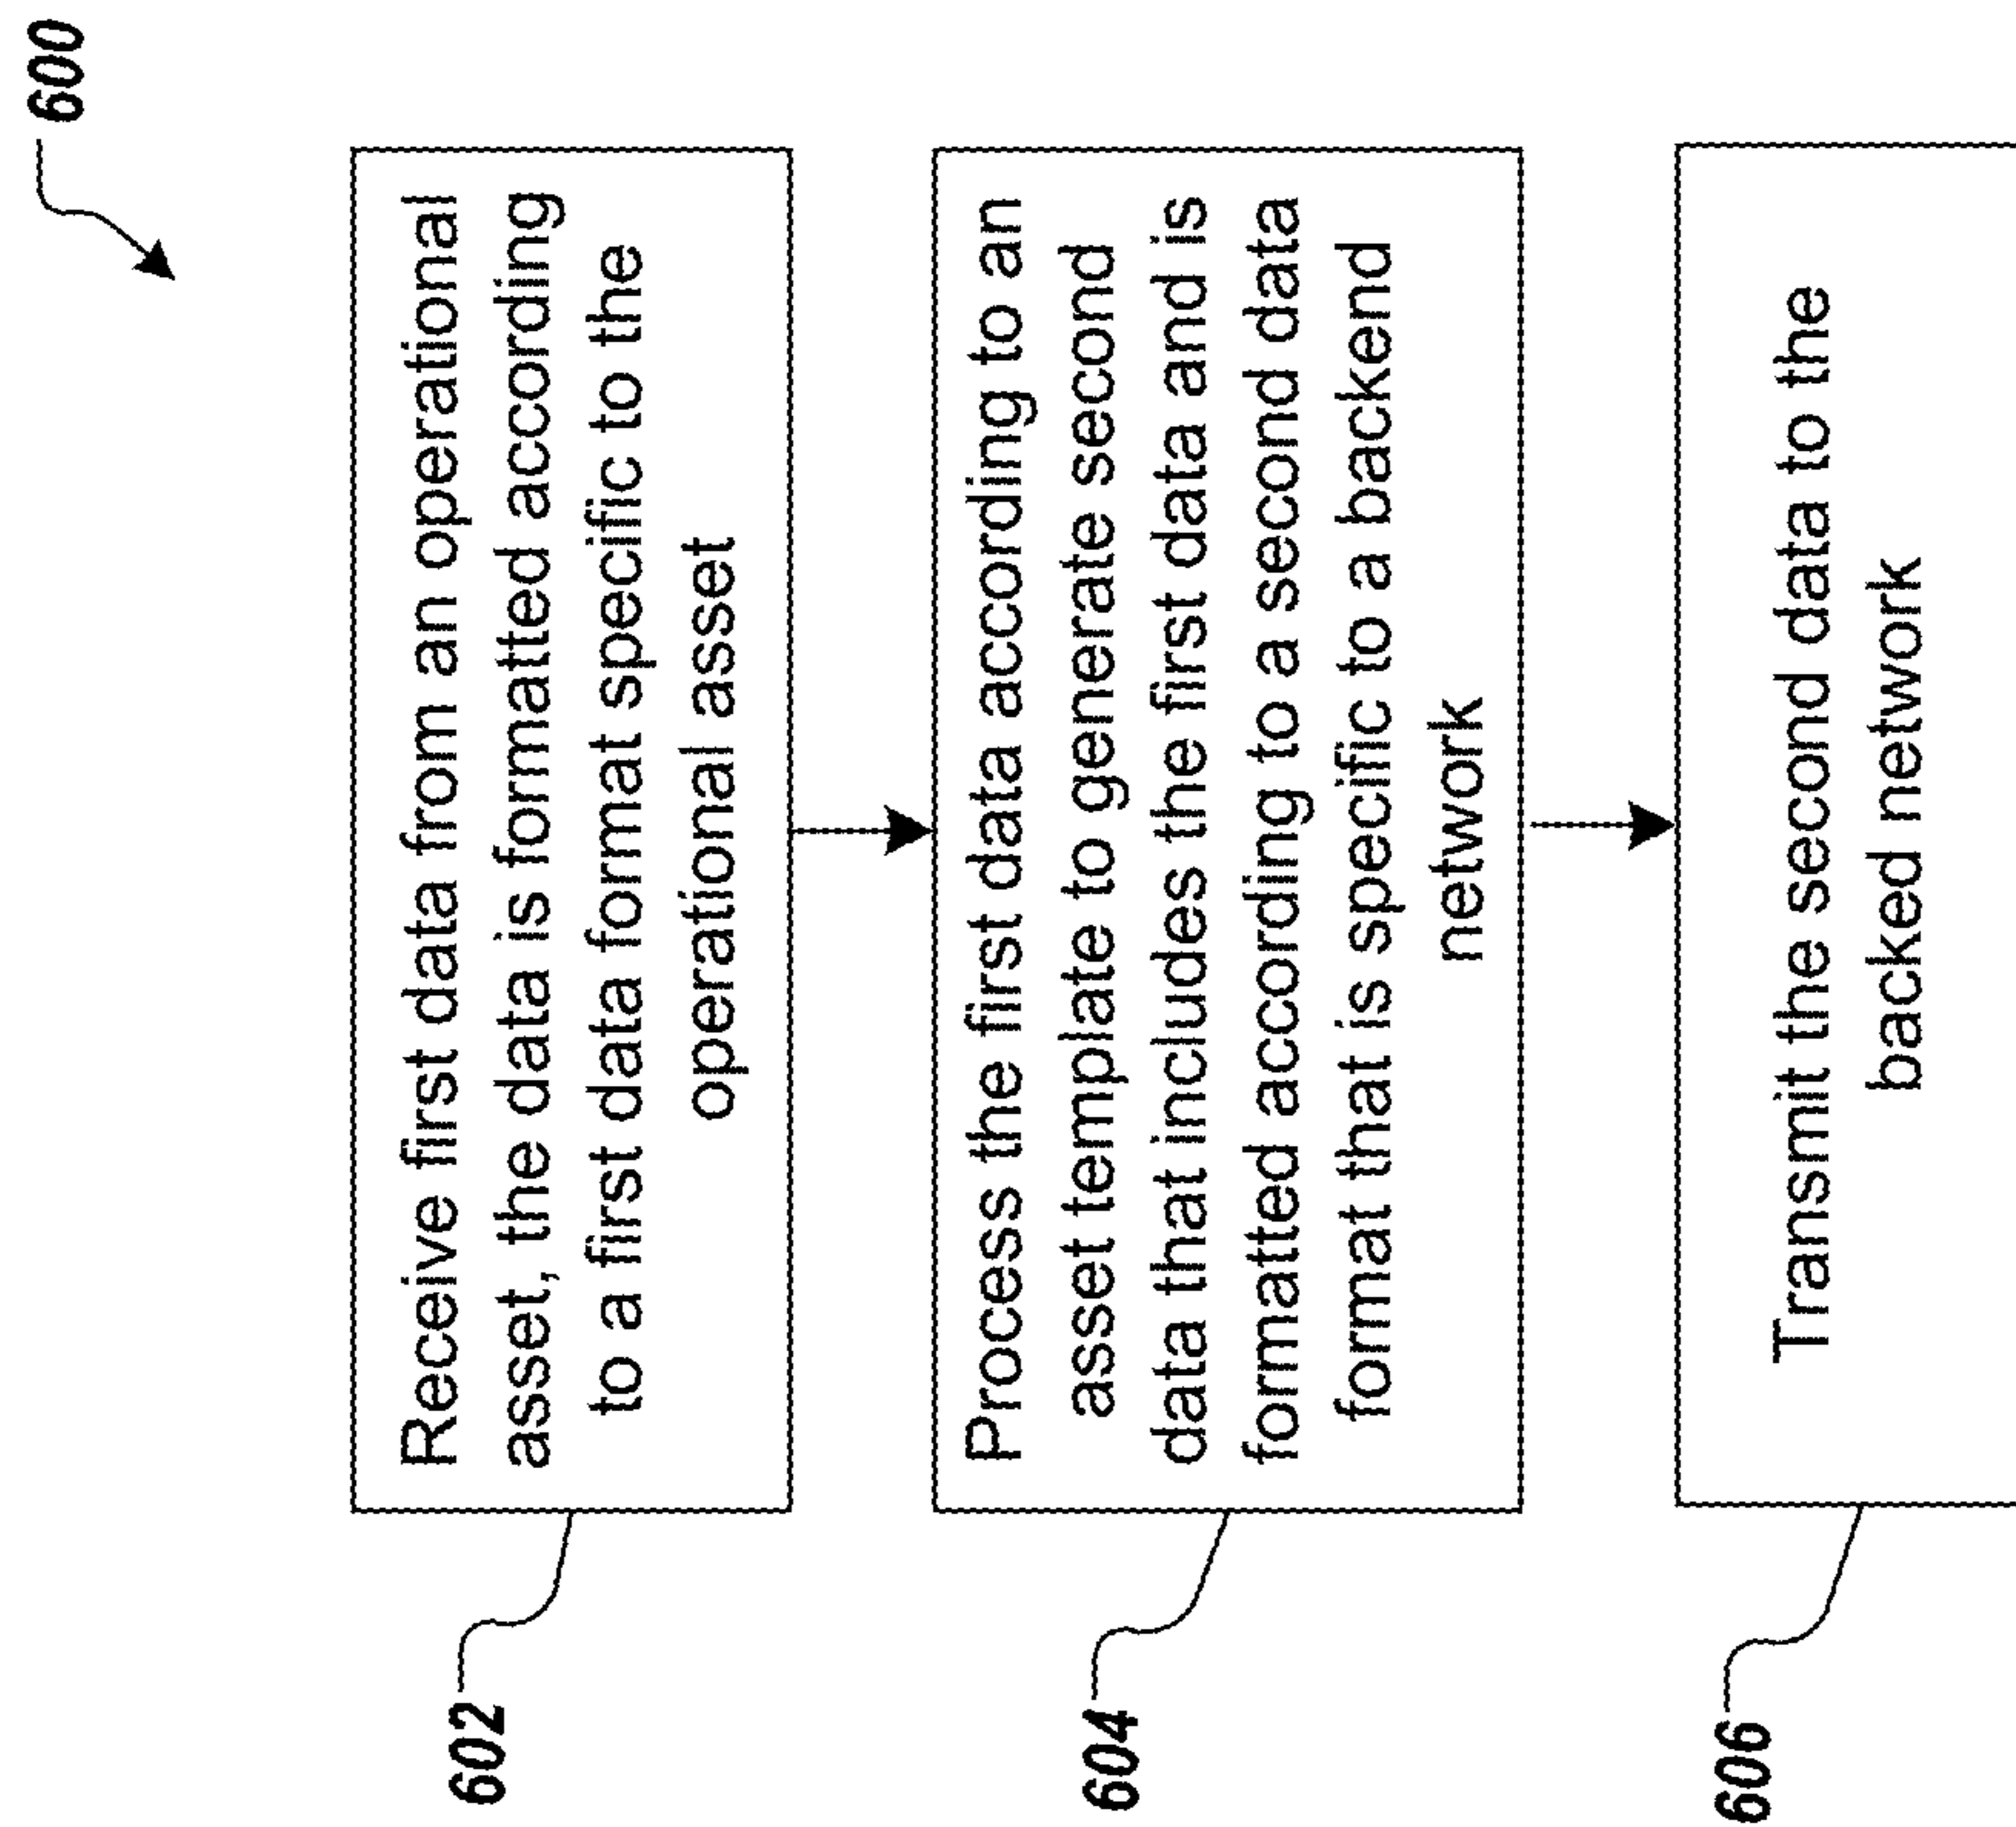 600
602
Receive first data from an operational
asset, the data is formatted according
to a first data format specific to the
operational asset
604
Process the first data according to an
asset template to generate second
data that includes the first data and is
formatted according to a second data
format that is specific to a backend
network
606
Transmit the second data to the
backed network